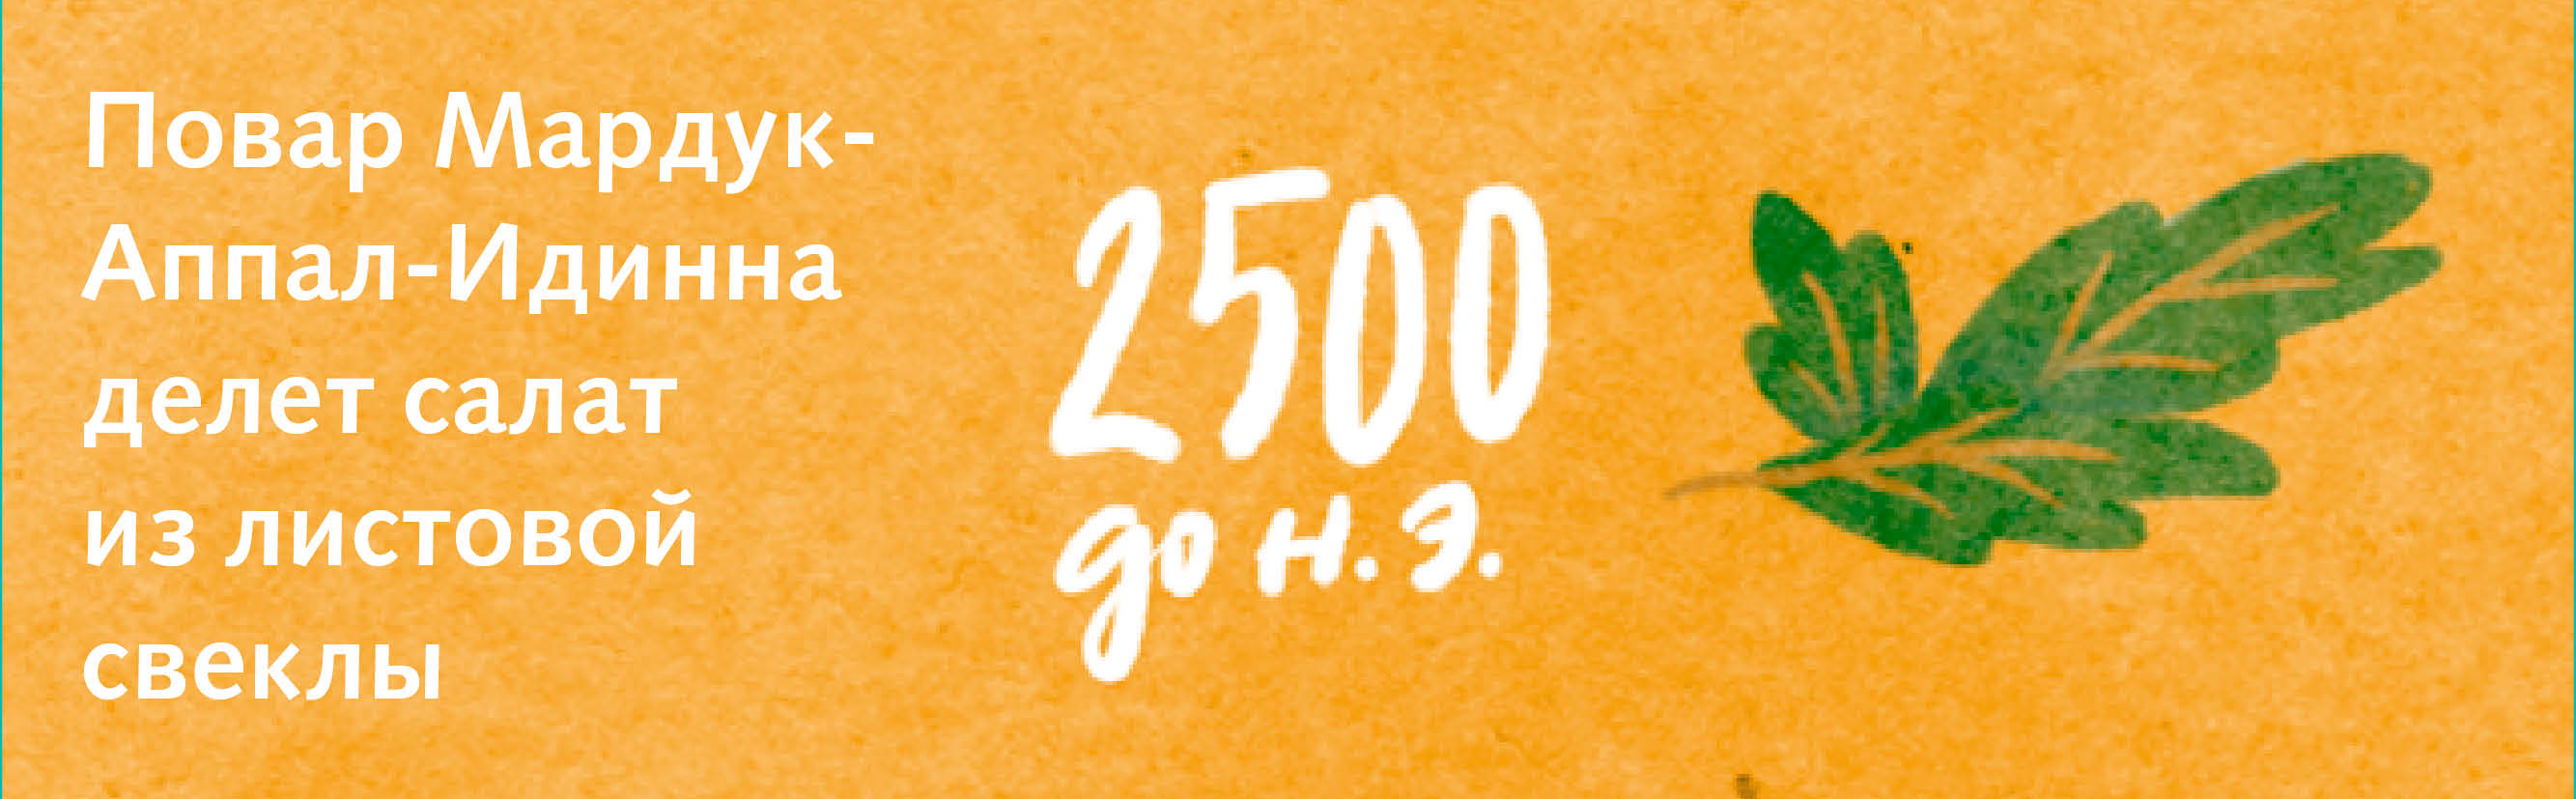 Повар Мардук-
Аппал-Идинна
делет салат
из листовой
свеклы
2500
до н. э.